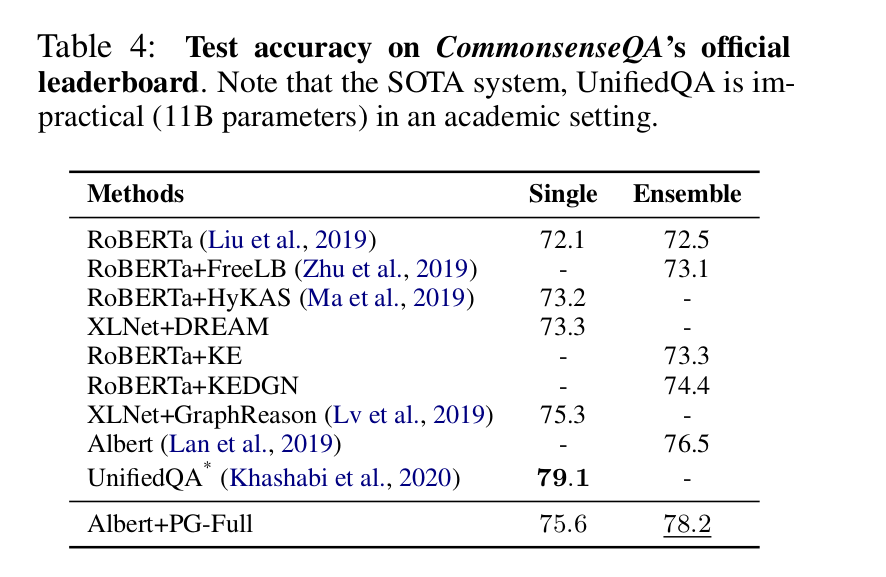 Table 4: Test accuracy on CommonsenseQA's official
leaderboard. Note that the SOTA system, UnifiedQA is im-
practical (11B parameters) in an academic setting.
Methods Single Ensemble
RoBERTa (Liu et al., 2019) 72.1 72.5
RoBERTa+FreeLB (Zhu et al., 2019) - 73.1
RoBERTa+HyKAS (Ma et al., 2019) 73.2 -
XLNet+DREAM 73.3 -
RoBERTa+KE - 73.3
RoBERTa+KEDGN - 74.4
XLNet+GraphReason (Lv et al., 2019) 75.3 -
Albert (Lan et al., 2019) - 76.5
UnifiedQA* (Khashabi et al., 2020) 79.1 -
Albert+PG-Full 75.6 78.2